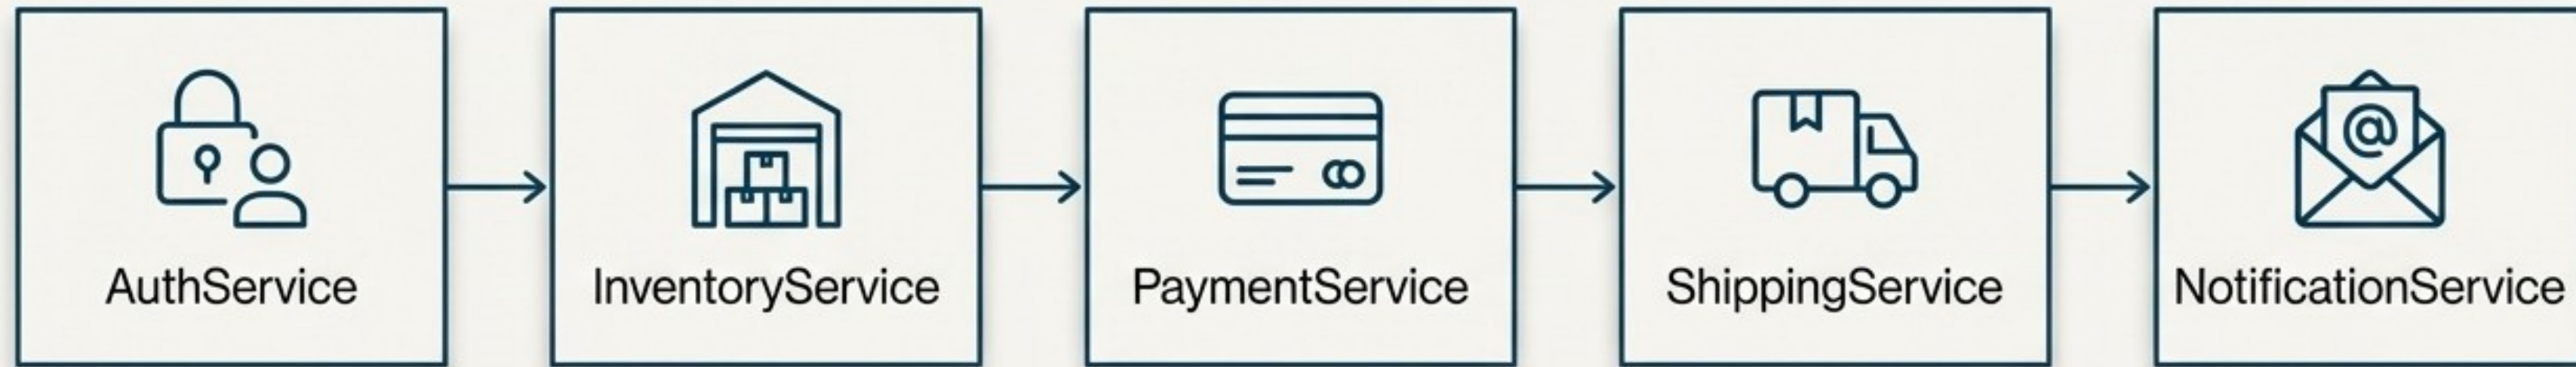 AuthService
InventoryService
PaymentService
ShippingService
NotificationService